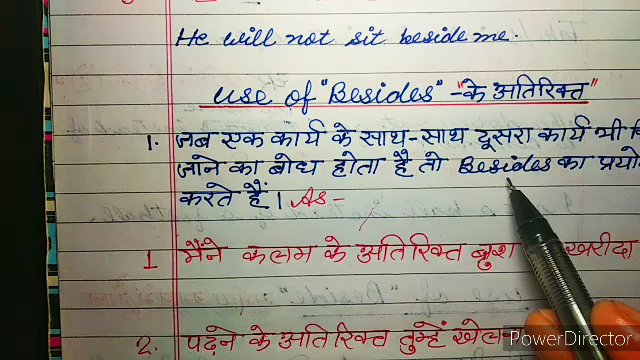 He will not sit beside me.
use of "Besides" - "के अतिरिक्त"
1. जब एक कार्य के साथ-साथ दूसरा कार्य भी
जाने का बोध होता है तो Besides का
करते हैं। As -
1 मैंने कलम के अतिरिक्त ब्रुश खरीदा
2. पढ़ने के अतिरिक्त तुम्हें
PowerDirector